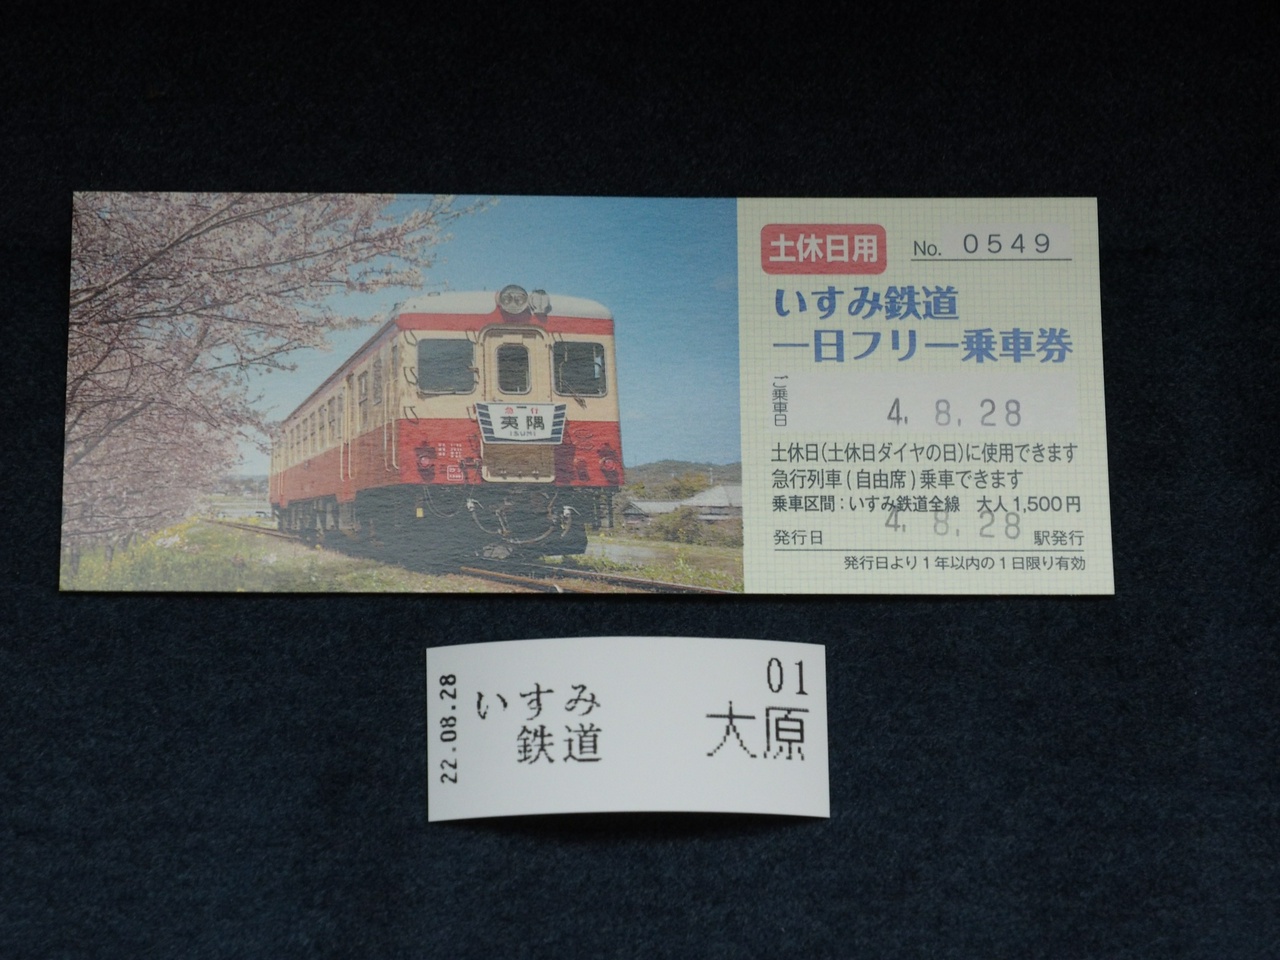 土休日用
No. 0549
いすみ鉄道
一日フリー乗車券
ご乗車日
4. 8. 28
土休日(土休日ダイヤの日)に使用できます
急行列車(自由席)乗車できます
乗車区間：いすみ鉄道全線 大人1,500円
発行日 4. 8. 28 駅発行
発行日より1年以内の1日限り有効
急行
夷隅
ISUMI
22.08.28
いすみ
鉄道
01
大原